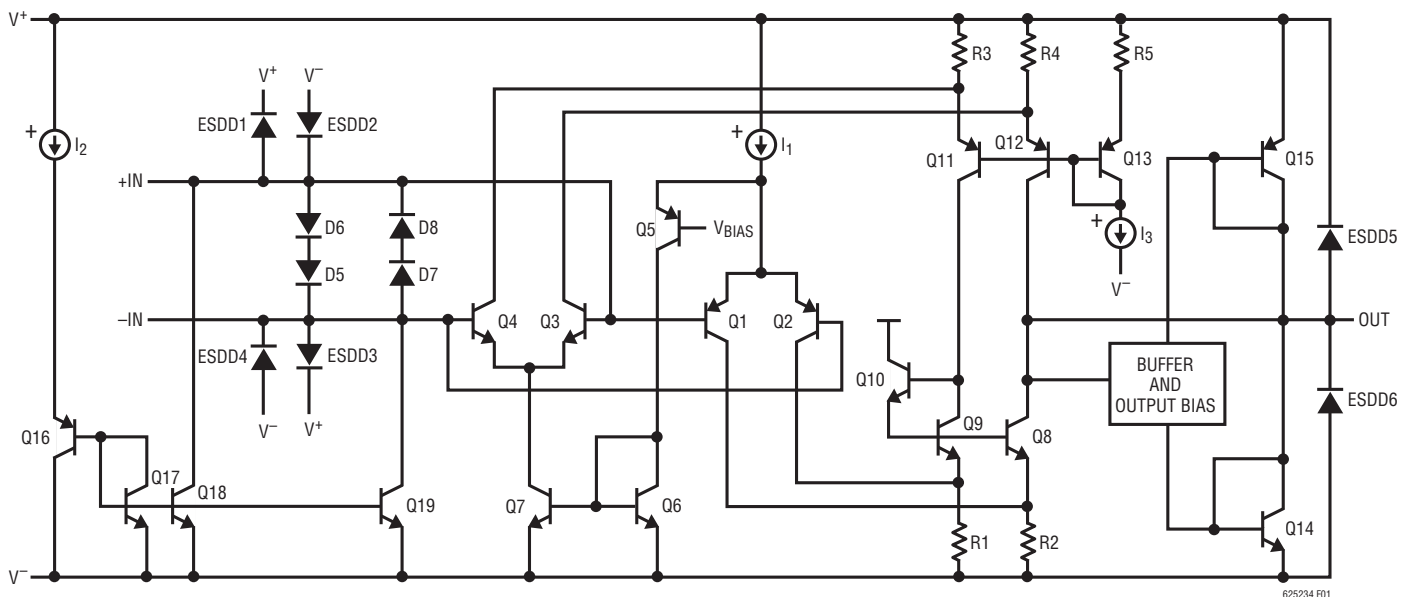 V+
R3
R4
R5
V+
V–
ESDD1
ESDD2
+
I2
+
I1
Q11
Q12
Q13
Q15
+IN
D6
D8
Q5
VBIAS
+
I3
ESDD5
D5
D7
V–
–IN
Q4
Q3
Q1
Q2
OUT
ESDD4
ESDD3
Q10
BUFFER
AND
OUTPUT BIAS
ESDD6
V–
V+
Q16
Q9
Q8
Q17
Q18
Q19
Q7
Q6
Q14
R1
R2
V–
625234 F01